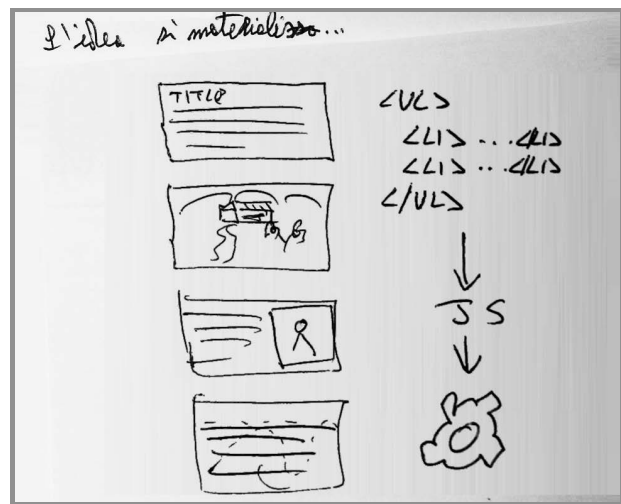 L'idea si materializza...
TITLE
<UL>
<LI>...</LI>
<LI>...</LI>
</UL>
JS